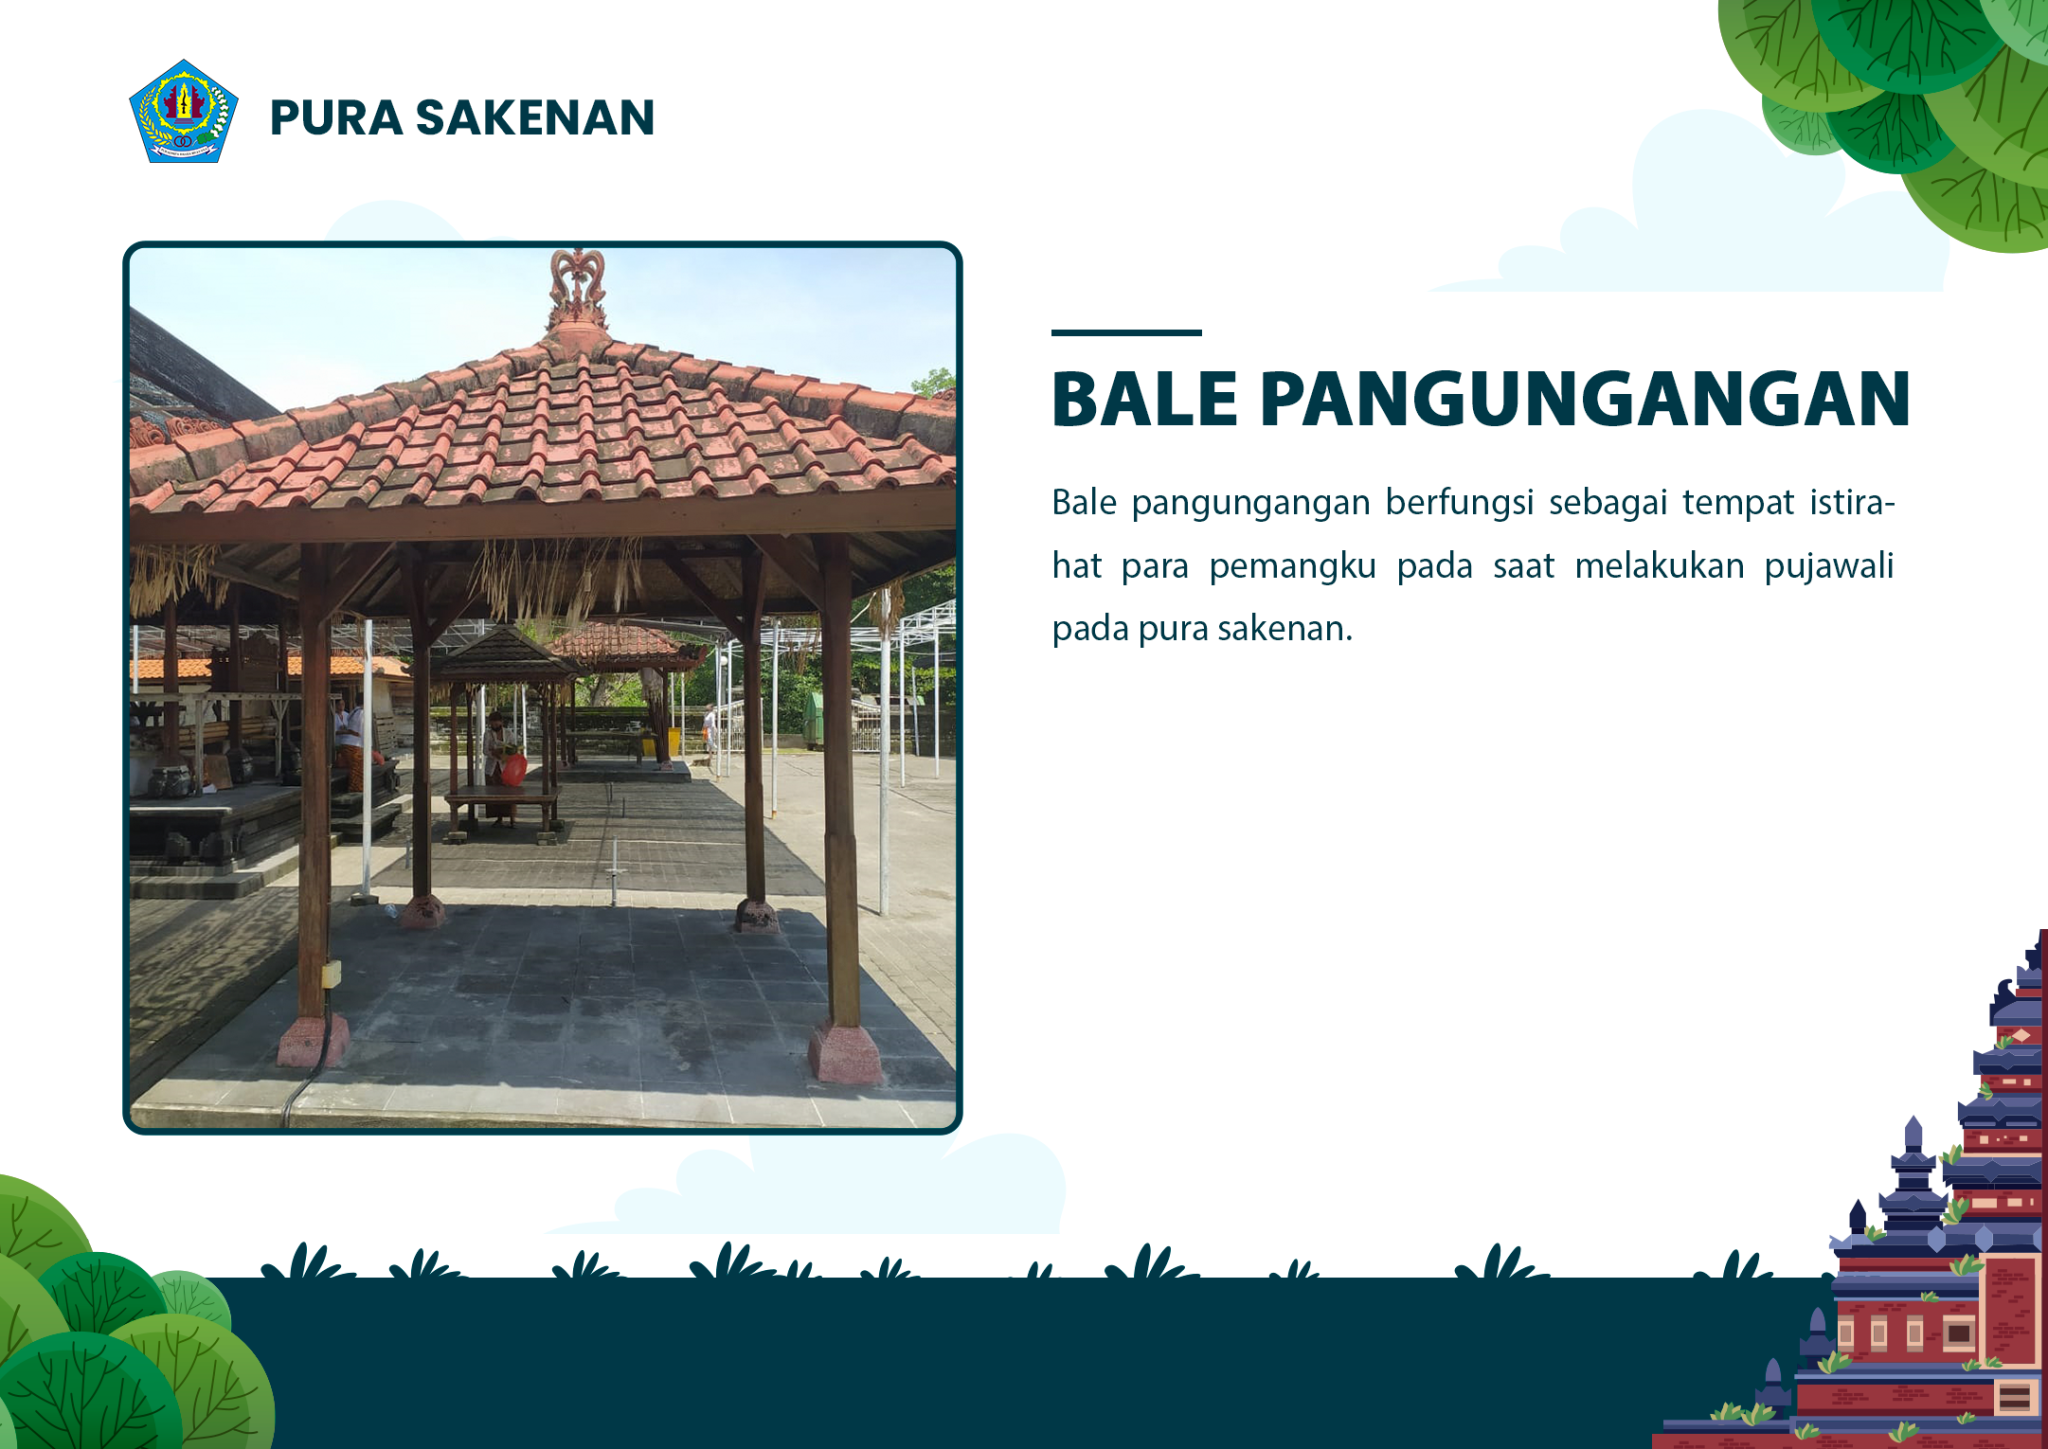 PURA SAKENAN
BALE PANGUNGANGAN
Bale pangungangan berfungsi sebagai tempat istira-
hat para pemangku pada saat melakukan pujawali
pada pura sakenan.